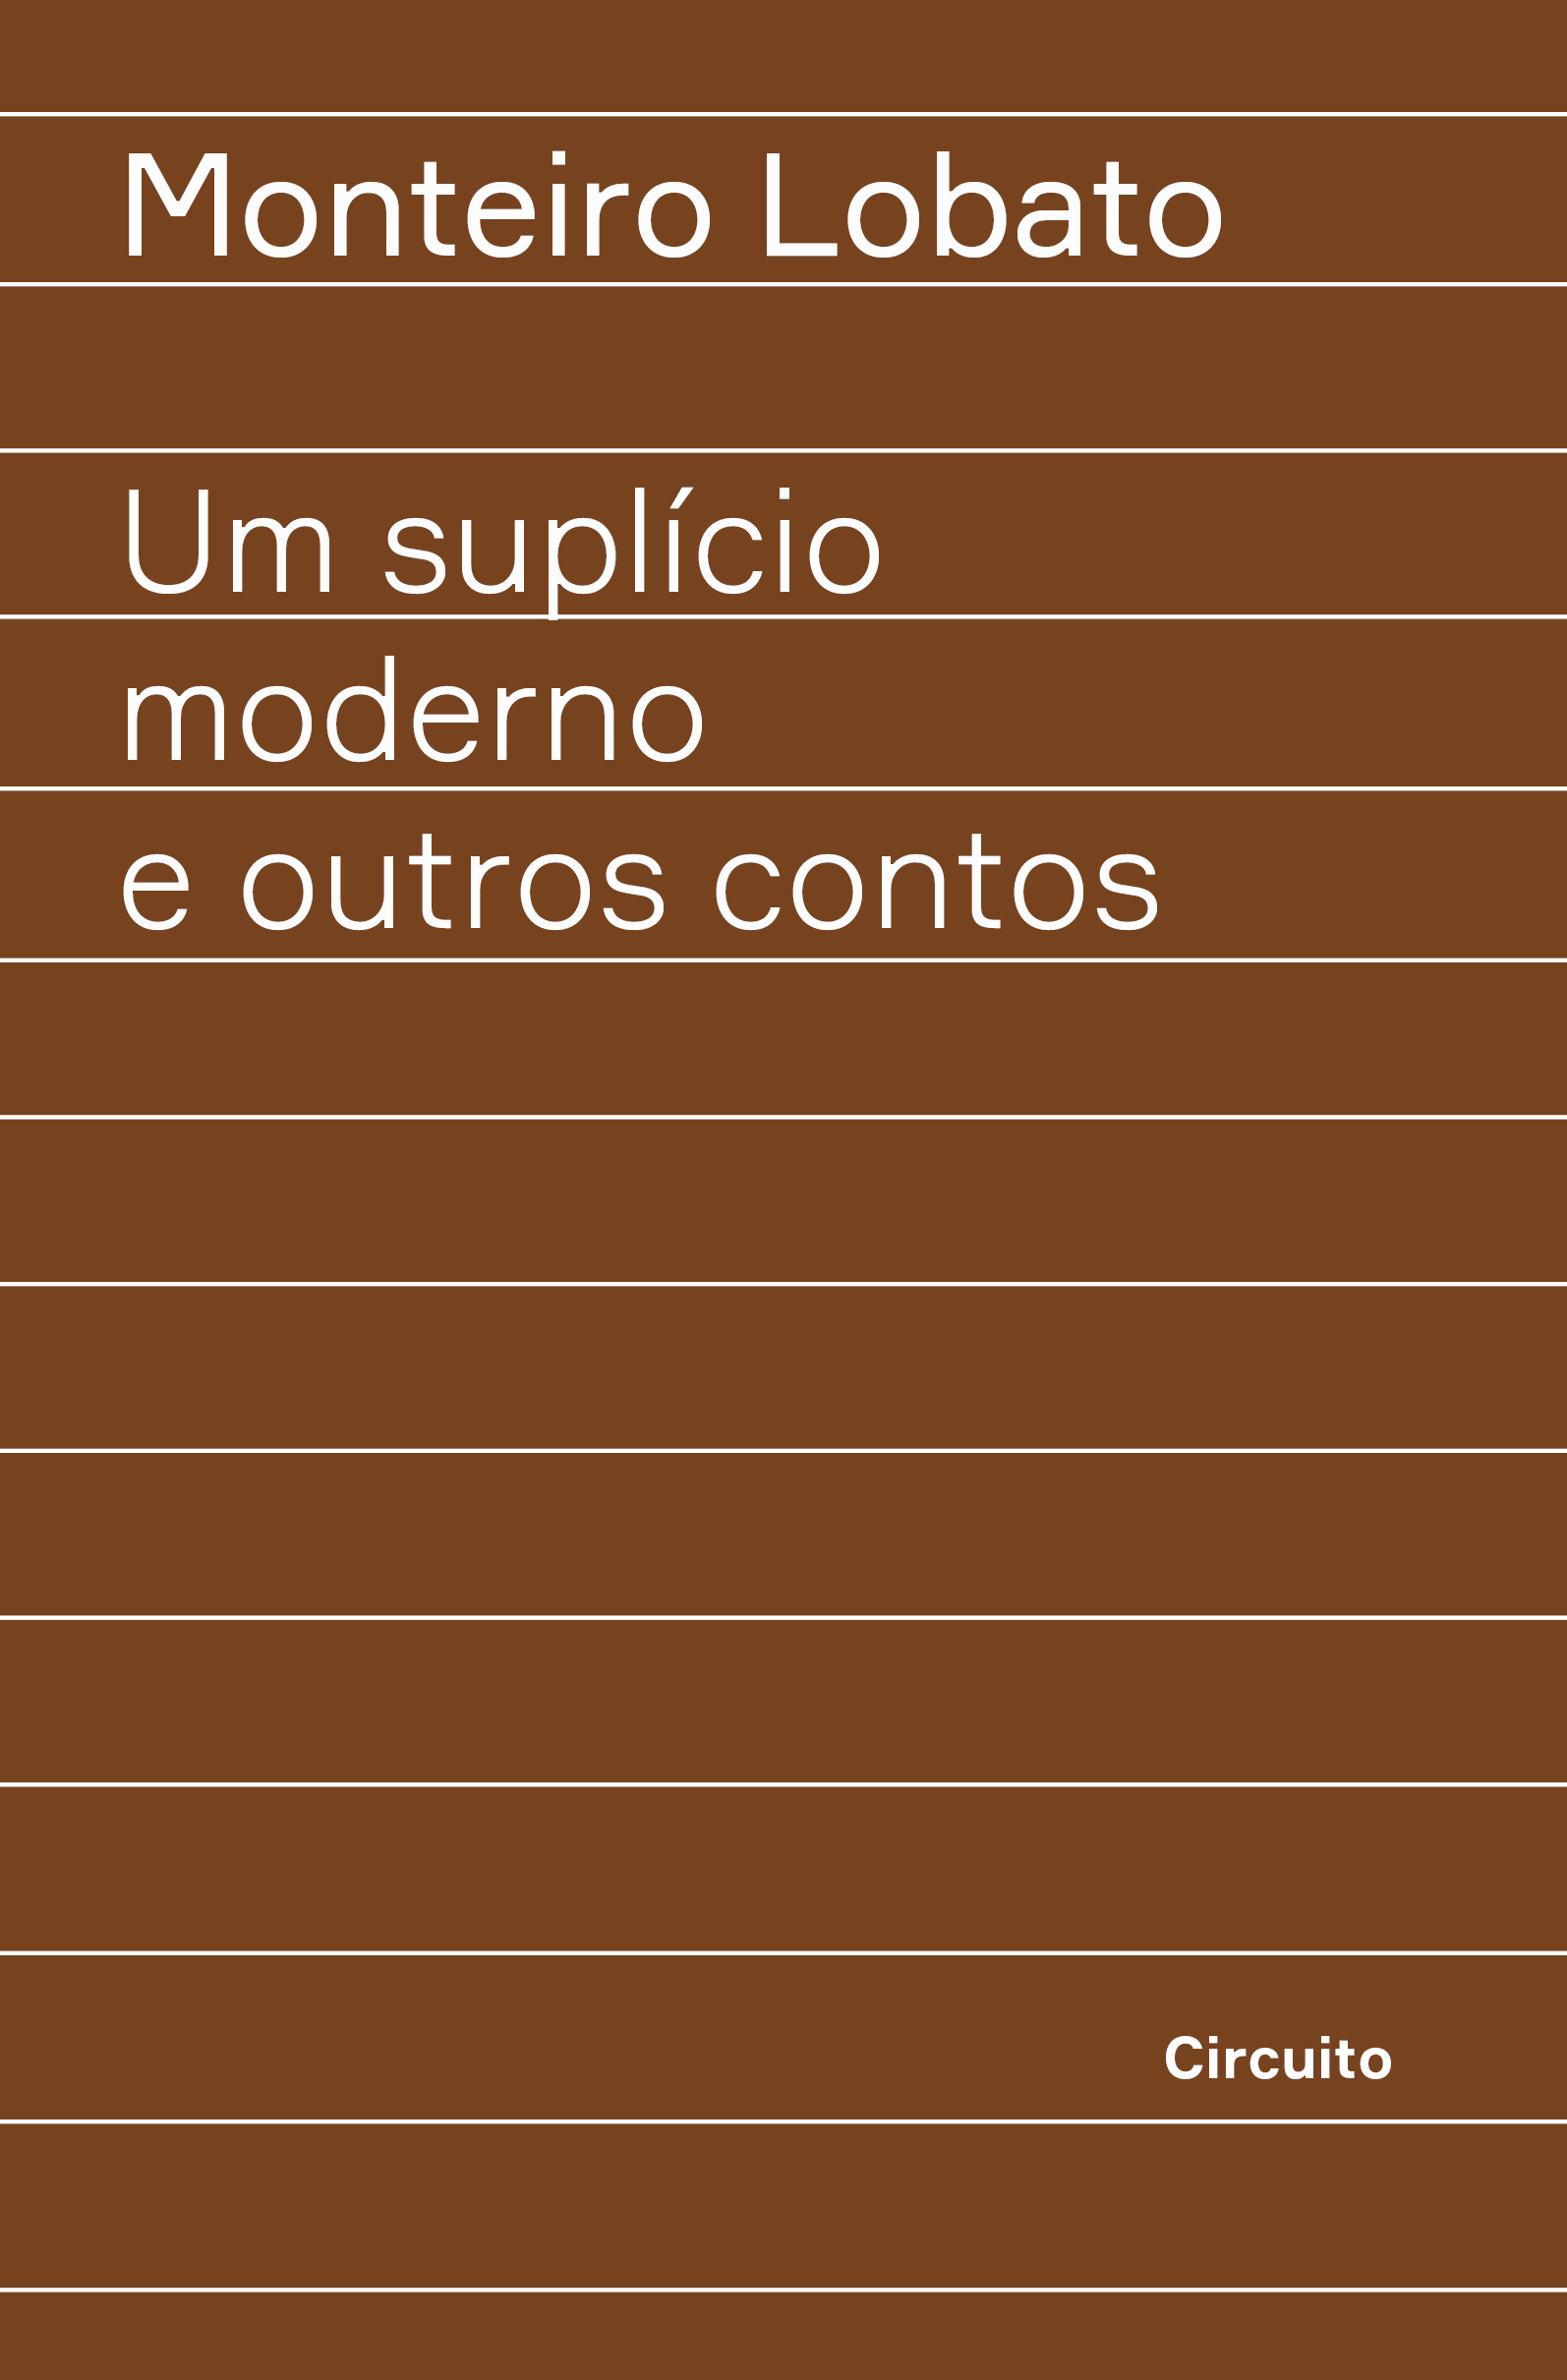 Monteiro Lobato
Um suplício
moderno
e outros contos
Circuito